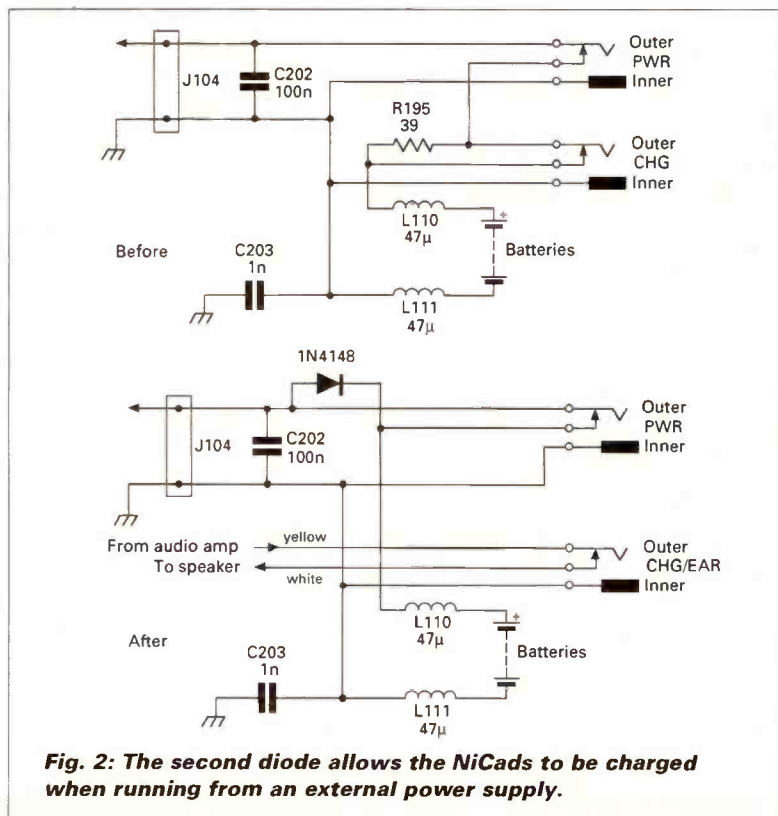 Outer
PWR
Inner
J104
C202
100n
R195
39
Outer
CHG
Inner
L110
47µ
+
Batteries
Before
C203
1n
L111
47µ
1N4148
Outer
PWR
Inner
J104
C202
100n
From audio amp
yellow
To speaker
white
Outer
CHG/EAR
Inner
L110
47µ
+
Batteries
After
C203
1n
L111
47µ
Fig. 2: The second diode allows the NiCads to be charged
when running from an external power supply.